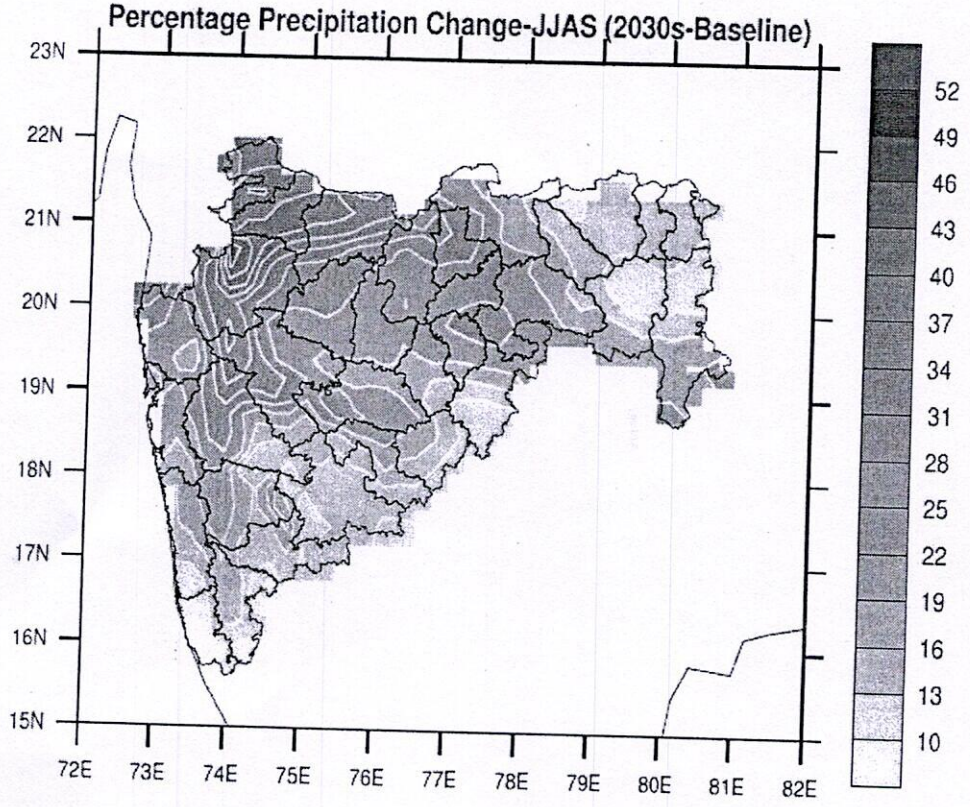 Percentage Precipitation Change-JJAS (2030s-Baseline)
23N
22N
21N
20N
19N
18N
17N
16N
15N
72E 73E 74E 75E 76E 77E 78E 79E 80E 81E 82E
52
49
46
43
40
37
34
31
28
25
22
19
16
13
10